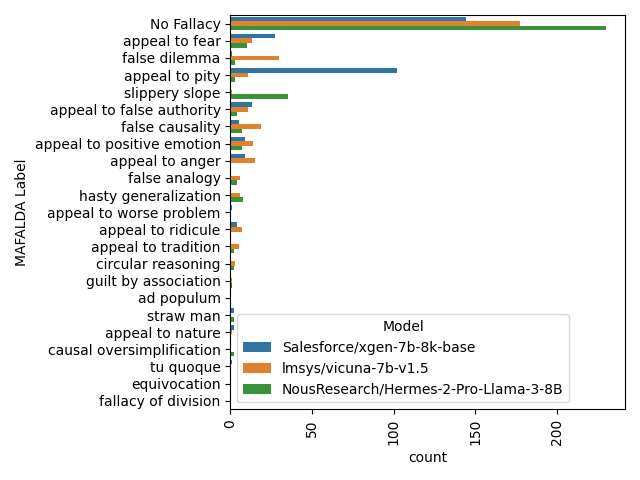 MAFALDA Label
No Fallacy
appeal to fear
false dilemma
appeal to pity
slippery slope
appeal to false authority
false causality
appeal to positive emotion
appeal to anger
false analogy
hasty generalization
appeal to worse problem
appeal to ridicule
appeal to tradition
circular reasoning
guilt by association
ad populum
straw man
appeal to nature
causal oversimplification
tu quoque
equivocation
fallacy of division
Model
Salesforce/xgen-7b-8k-base
lmsys/vicuna-7b-v1.5
NousResearch/Hermes-2-Pro-Llama-3-8B
0
50
100
150
200
count